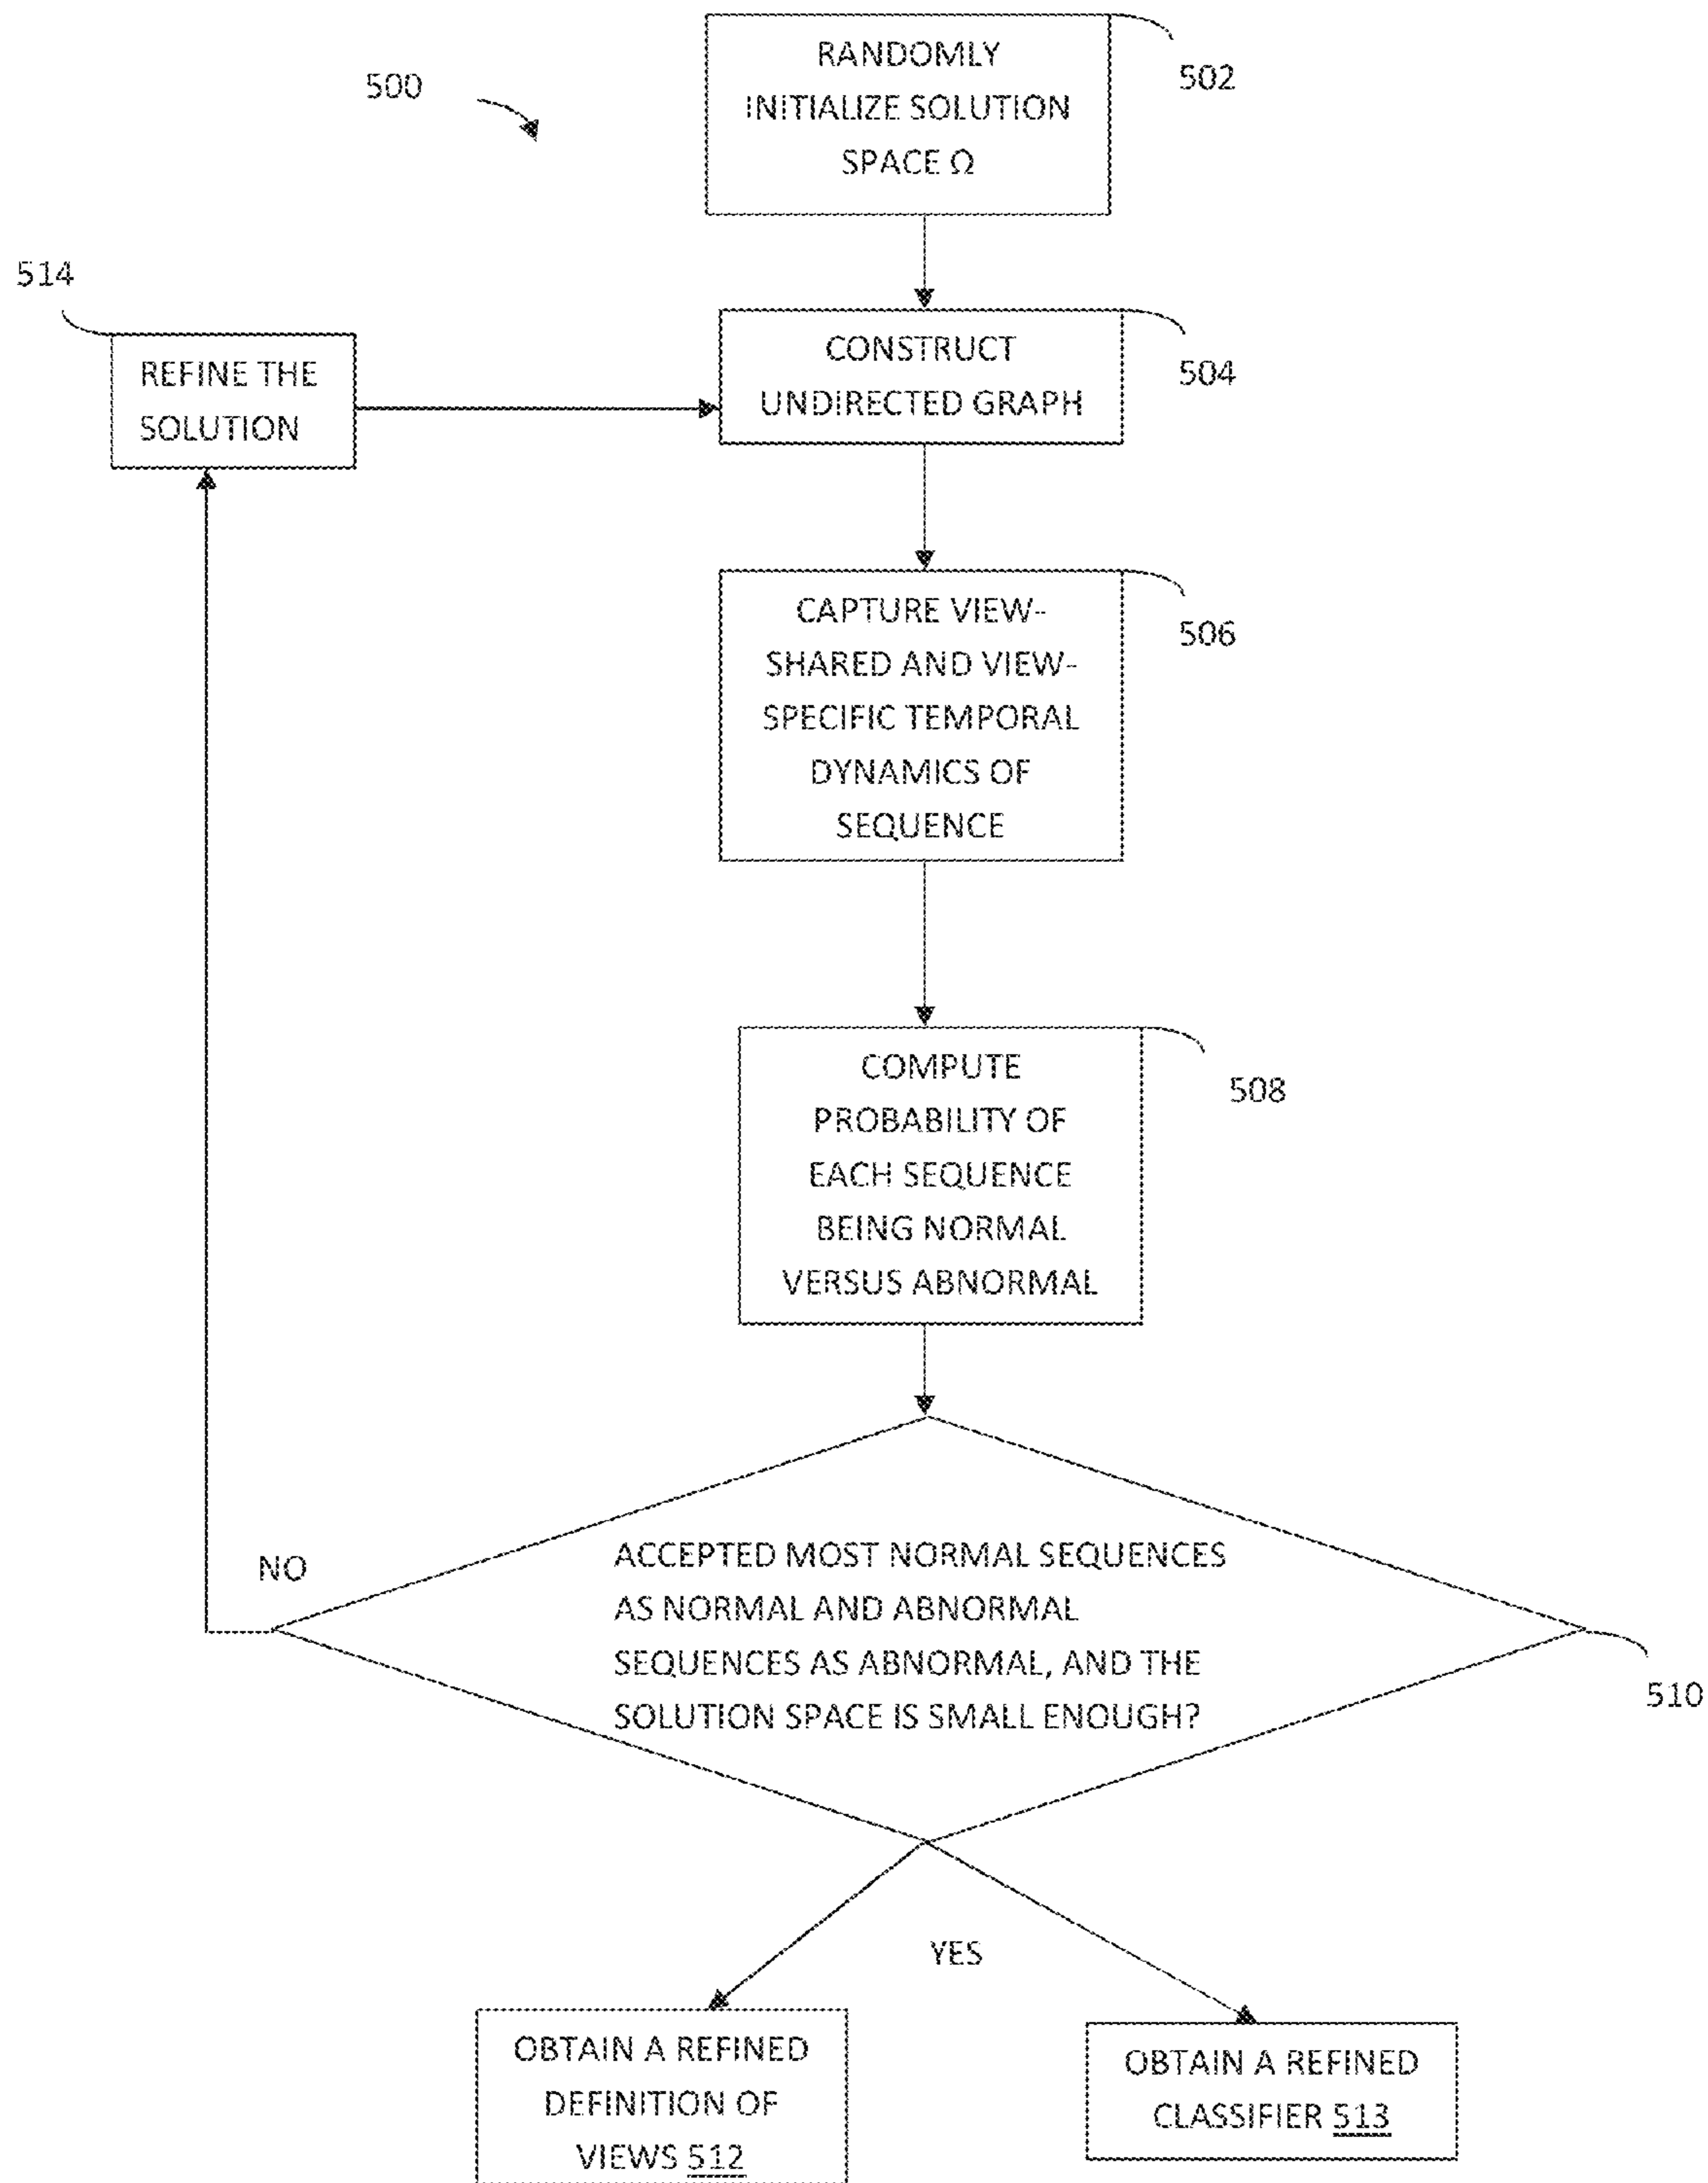 500
RANDOMLY
INITIALIZE SOLUTION
SPACE Ω
502
514
REFINE THE
SOLUTION
CONSTRUCT
UNDIRECTED GRAPH
504
CAPTURE VIEW-
SHARED AND VIEW-
SPECIFIC TEMPORAL
DYNAMICS OF
SEQUENCE
506
COMPUTE
PROBABILITY OF
EACH SEQUENCE
BEING NORMAL
VERSUS ABNORMAL
508
NO
ACCEPTED MOST NORMAL SEQUENCES
AS NORMAL AND ABNORMAL
SEQUENCES AS ABNORMAL, AND THE
SOLUTION SPACE IS SMALL ENOUGH?
510
YES
OBTAIN A REFINED
DEFINITION OF
VIEWS 512
OBTAIN A REFINED
CLASSIFIER 513